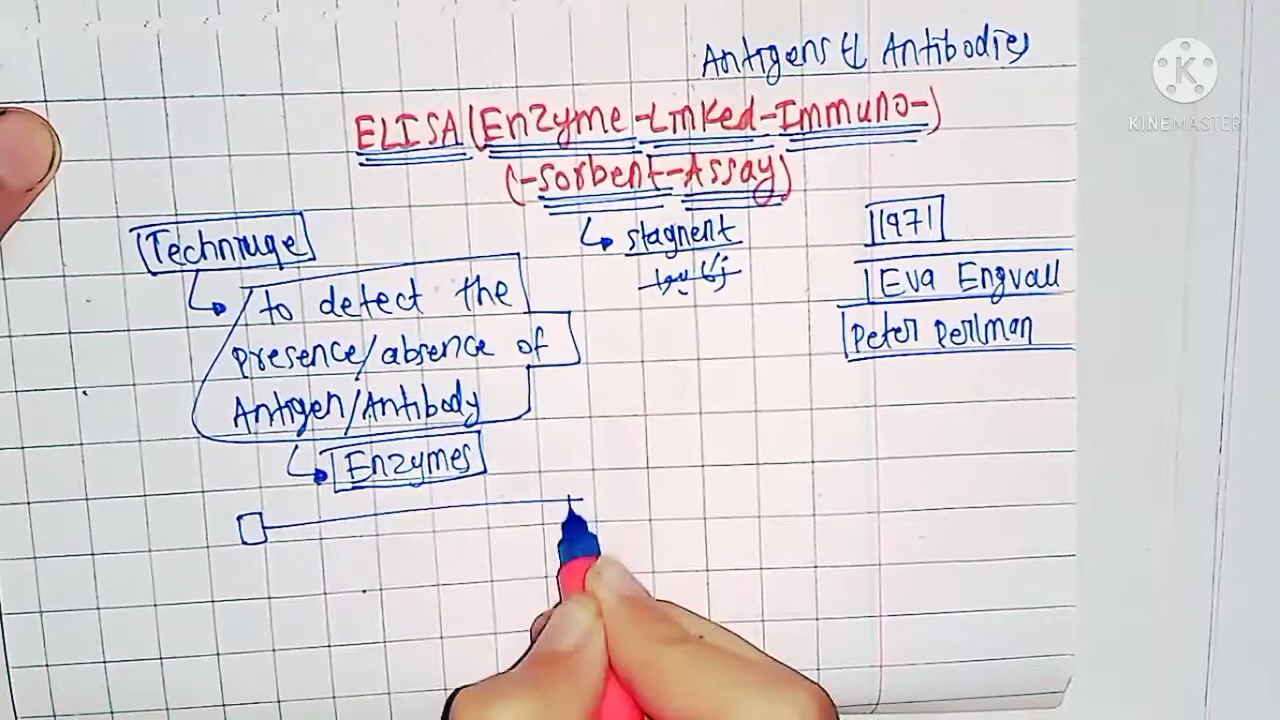 Antigens & Antibodies
KINEMASTER
ELISA (Enzyme-Linked-Immuno-)
(-Sorbent-Assay)
Techniuqe
to detect the
presence/absence of
Antigen/Antibody
Enzymes
stagnent
1971
Eva Engvall
Peter Perlman